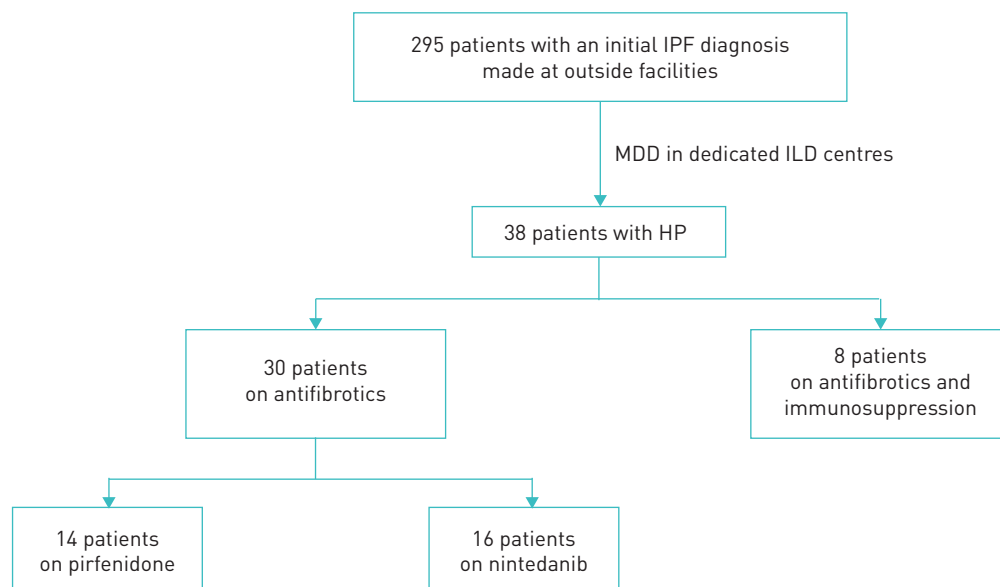 295 patients with an initial IPF diagnosis
made at outside facilities
MDD in dedicated ILD centres
38 patients with HP
30 patients
on antifibrotics
8 patients
on antifibrotics and
immunosuppression
14 patients
on pirfenidone
16 patients
on nintedanib